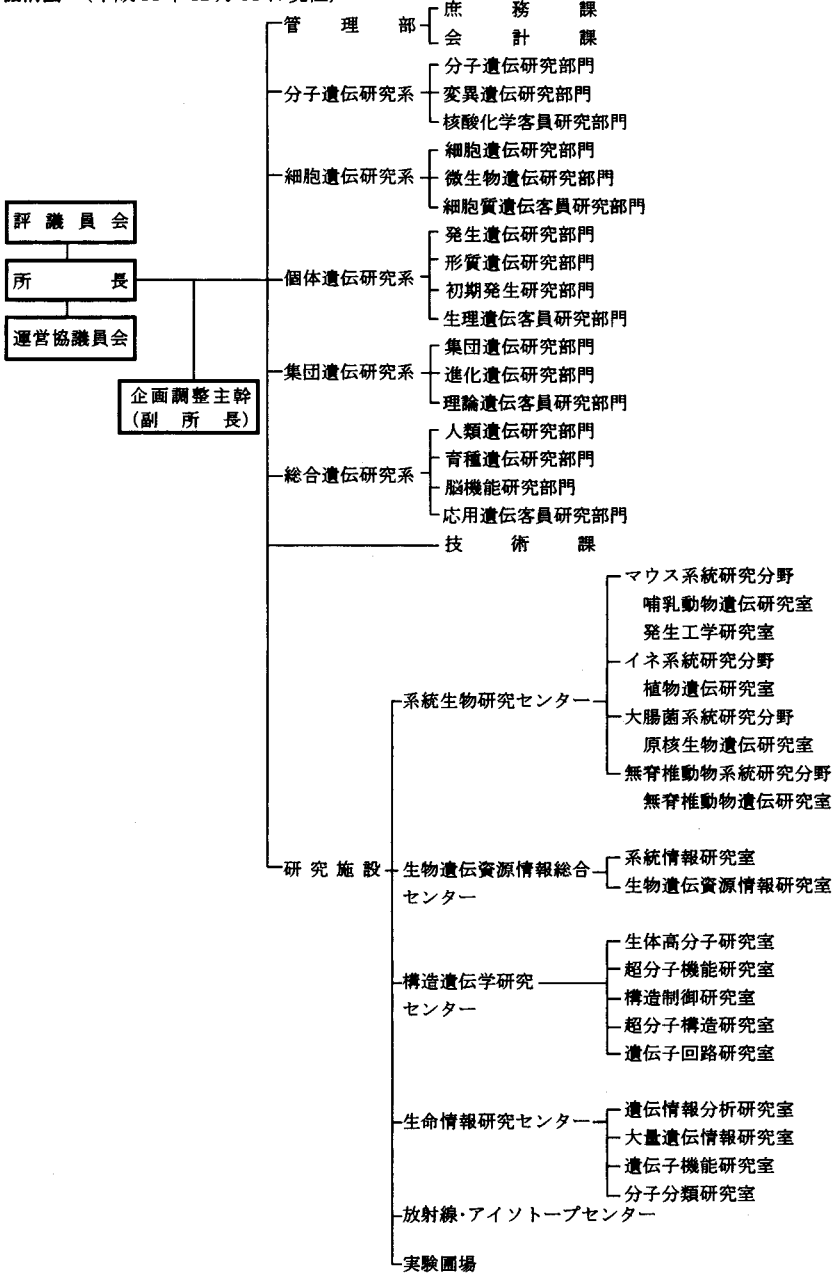 管理部
庶務課
会計課
分子遺伝研究系
分子遺伝研究部門
変異遺伝研究部門
核酸化学客員研究部門
細胞遺伝研究系
細胞遺伝研究部門
微生物遺伝研究部門
細胞質遺伝客員研究部門
評議員会
所長
運営協議員会
企画調整主幹
(副所長)
個体遺伝研究系
発生遺伝研究部門
形質遺伝研究部門
初期発生研究部門
生理遺伝客員研究部門
集団遺伝研究系
集団遺伝研究部門
進化遺伝研究部門
理論遺伝客員研究部門
総合遺伝研究系
人類遺伝研究部門
育種遺伝研究部門
脳機能研究部門
応用遺伝客員研究部門
技術課
研究施設
系統生物研究センター
マウス系統研究分野
哺乳動物遺伝研究室
発生工学研究室
イネ系統研究分野
植物遺伝研究室
大腸菌系統研究分野
原核生物遺伝研究室
無脊椎動物系統研究分野
無脊椎動物遺伝研究室
生物遺伝資源情報総合
センター
系統情報研究室
生物遺伝資源情報研究室
構造遺伝学研究
センター
生体高分子研究室
超分子機能研究室
構造制御研究室
超分子構造研究室
遺伝子回路研究室
生命情報研究センター
遺伝情報分析研究室
大量遺伝情報研究室
遺伝子機能研究室
分子分類研究室
放射線・アイソトープセンター
実験圃場